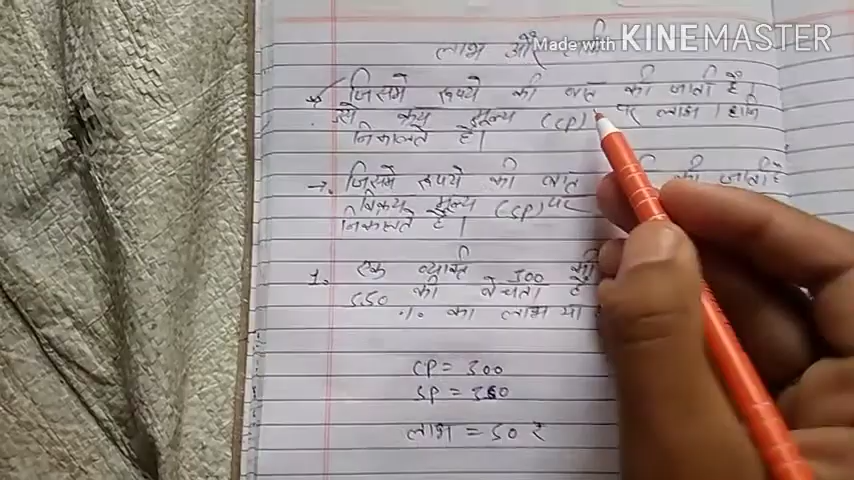 Made with KINEMASTER
लाभ और
जिसमे रूपये की बात की जाती है।
उसे क्रय मूल्य (CP) पर लाभ । हानि
निकालते है।
→. जिसमे रूपये की बात की जाती है
विक्रय मूल्य (SP) पर
निकालते है।
1. एक व्यक्ति 500 की
550 की बेचता है
% का लाभ या
CP = 500
SP = 550
लाभ = 50 ₹